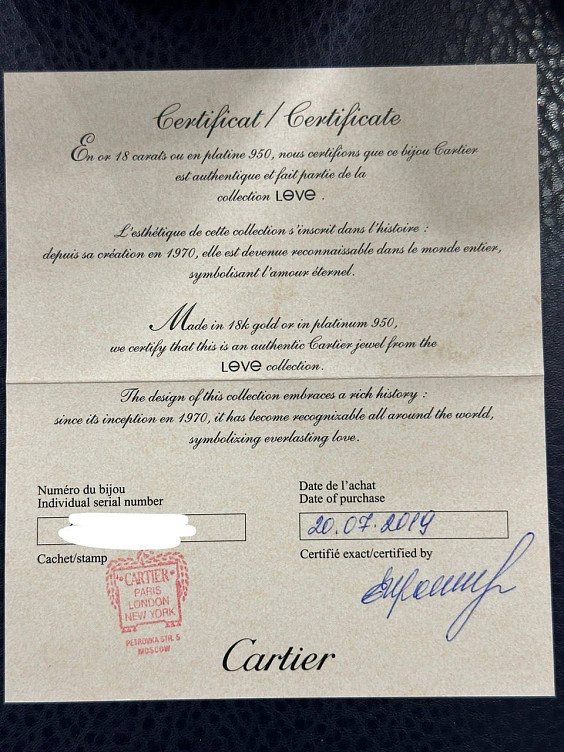 Certificat / Certificate
En or 18 carats ou en platine 950, nous certifions que ce bijou Cartier
est authentique et fait partie de la
collection LOVE .
L'esthétique de cette collection s'inscrit dans l'histoire :
depuis sa création en 1970, elle est devenue reconnaissable dans le monde entier,
symbolisant l'amour éternel.
Made in 18k gold or in platinum 950,
we certify that this is an authentic Cartier jewel from the
LOVE collection.
The design of this collection embraces a rich history :
since its inception en 1970, it has become recognizable all around the world,
symbolizing everlasting love.
Numéro du bijou
Individual serial number
Date de l'achat
Date of purchase
20.07.2019
Cachet/stamp
Certifié exact/certified by
CARTIER
PARIS
LONDON
NEW YORK
PETROVKA STR. 5
MOSCOW
Cartier